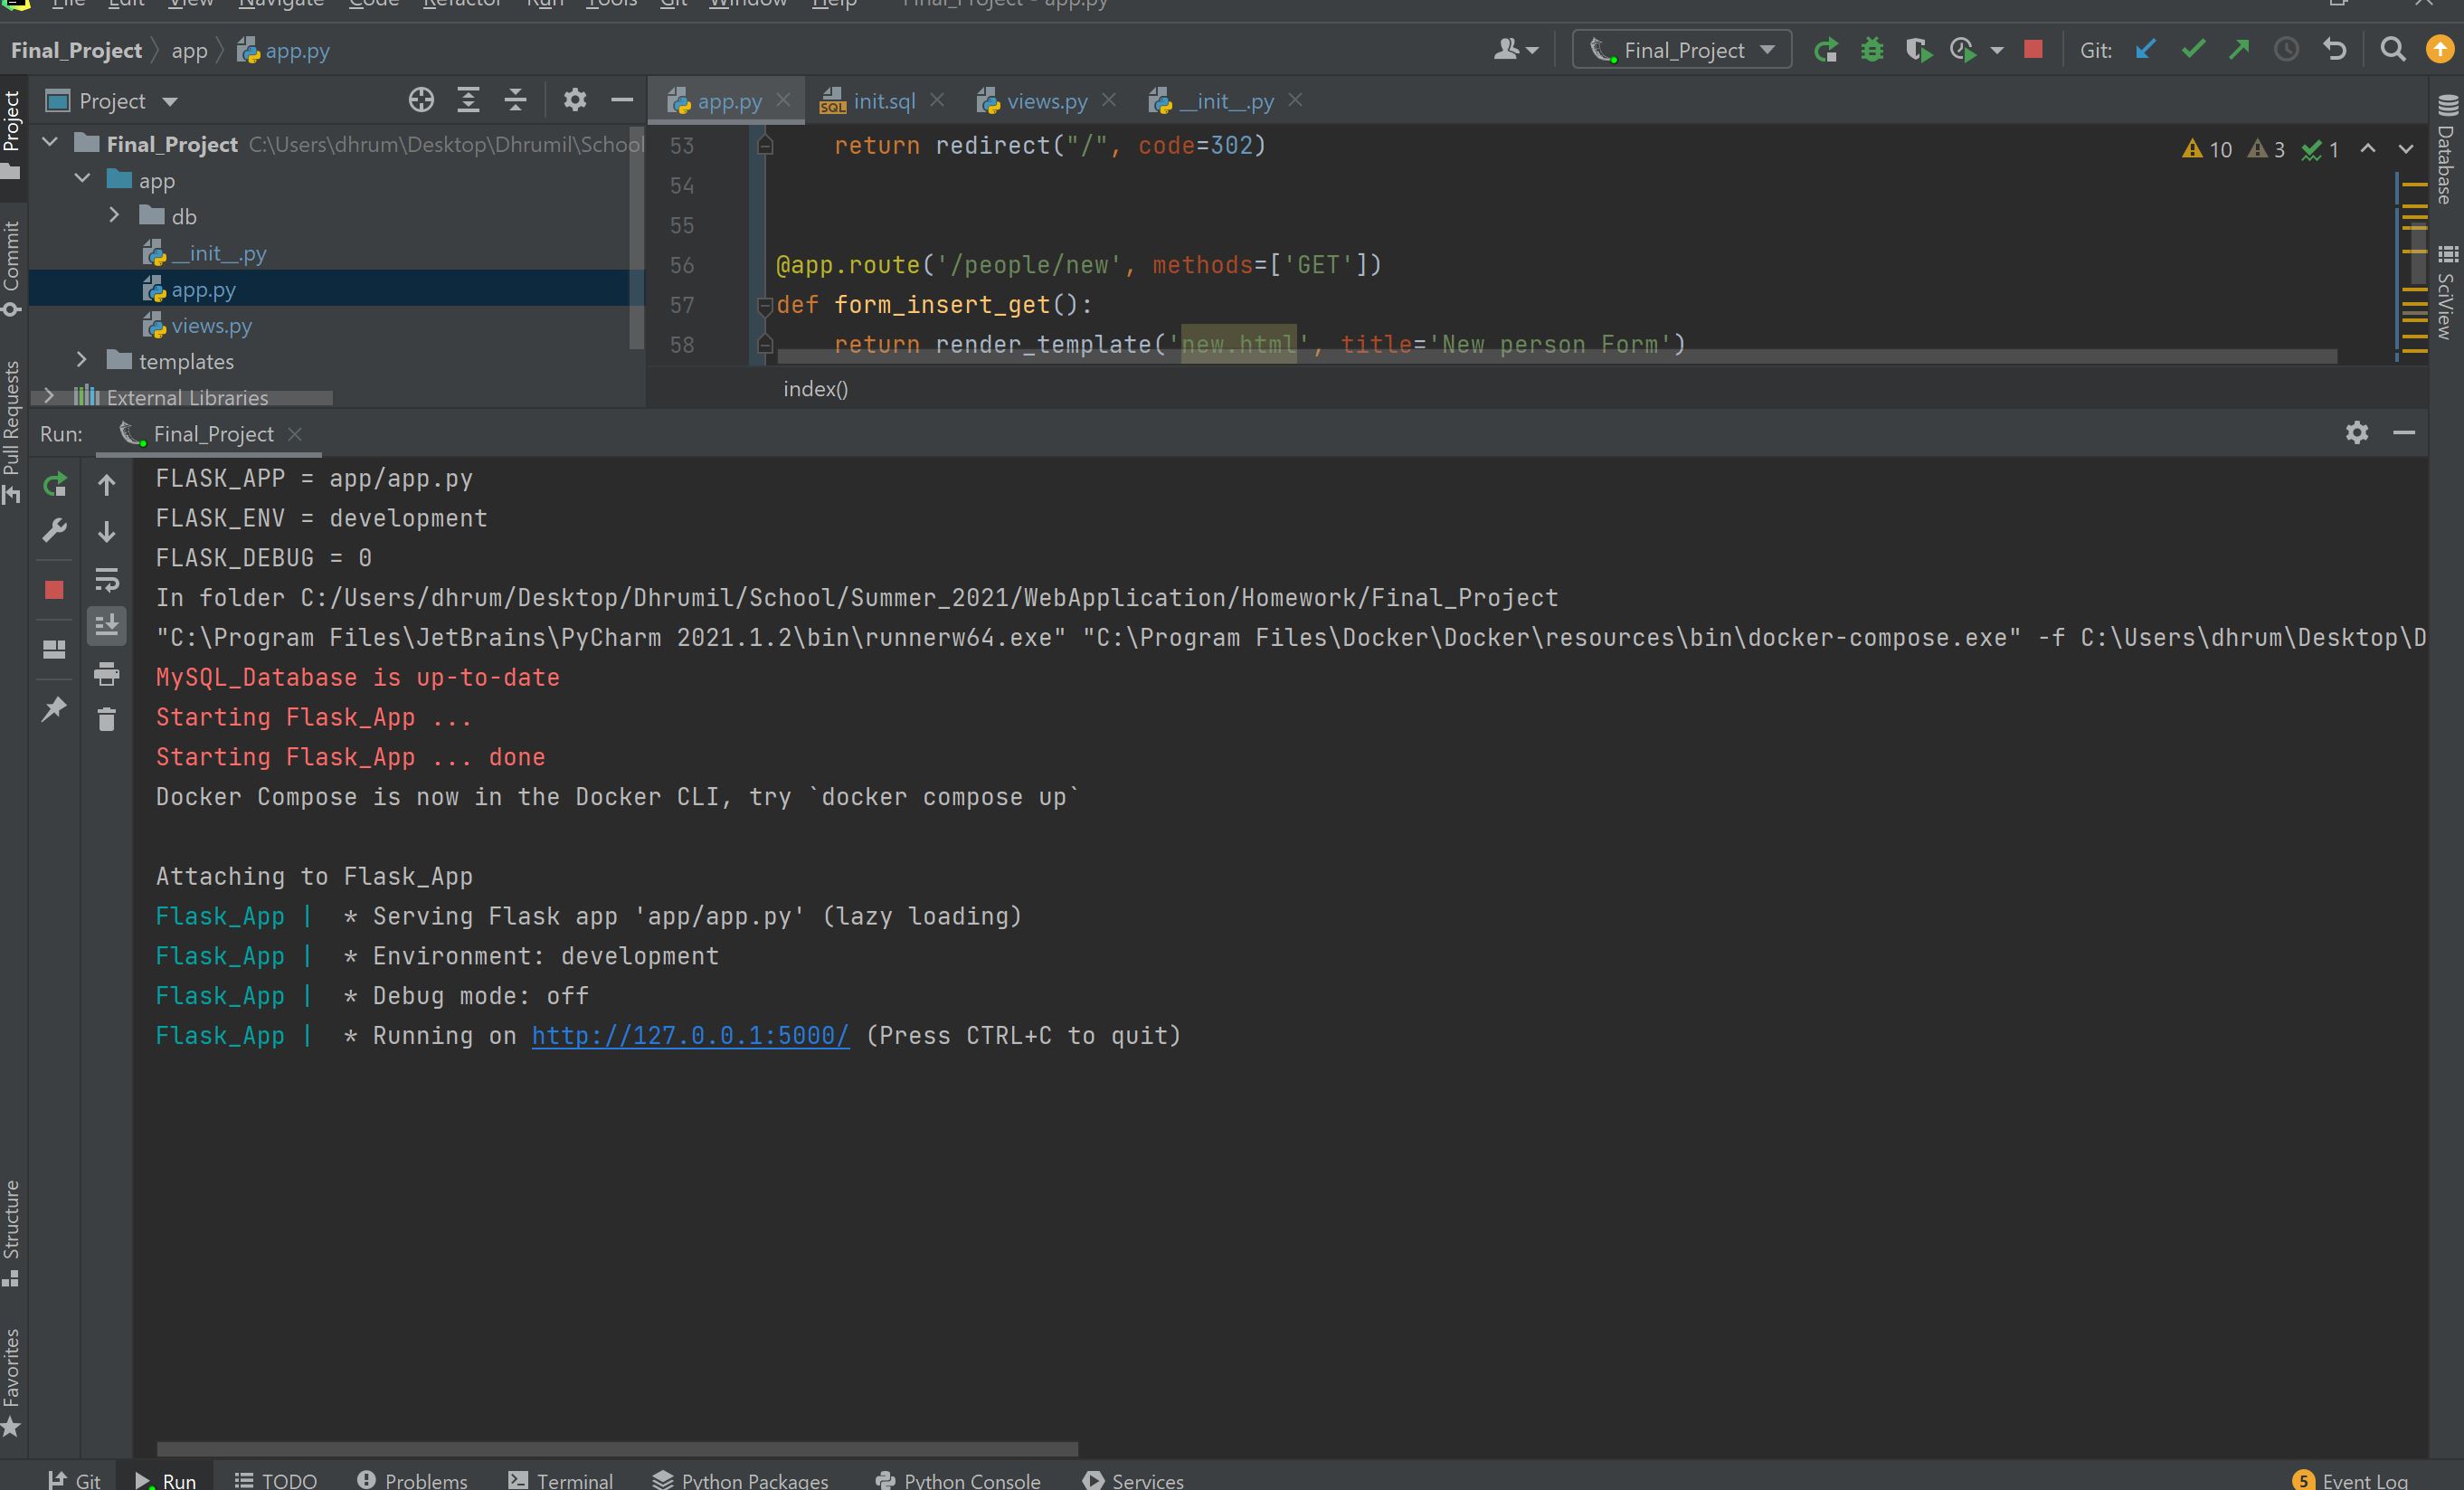 File Edit View Navigate Code Refactor Run Tools Git Window Help Final_Project - app.py
Final_Project app app.py Final_Project Git:
Project
app.py init.sql views.py __init__.py
Final_Project C:\Users\dhrum\Desktop\Dhrumil\School
app
db
__init__.py
app.py
views.py
templates
External Libraries
53 return redirect("/", code=302)
10 3 1
54
55
56 @app.route('/people/new', methods=['GET'])
57 def form_insert_get():
58 return render_template('new.html', title='New person Form')
index()
Run: Final_Project
FLASK_APP = app/app.py
FLASK_ENV = development
FLASK_DEBUG = 0
In folder C:/Users/dhrum/Desktop/Dhrumil/School/Summer_2021/WebApplication/Homework/Final_Project
"C:\Program Files\JetBrains\PyCharm 2021.1.2\bin\runnerw64.exe" "C:\Program Files\Docker\Docker\resources\bin\docker-compose.exe" -f C:\Users\dhrum\Desktop\D
MySQL_Database is up-to-date
Starting Flask_App ...
Starting Flask_App ... done
Docker Compose is now in the Docker CLI, try `docker compose up`
Attaching to Flask_App
Flask_App | * Serving Flask app 'app/app.py' (lazy loading)
Flask_App | * Environment: development
Flask_App | * Debug mode: off
Flask_App | * Running on http://127.0.0.1:5000/ (Press CTRL+C to quit)
Project
Commit
Pull Requests
Structure
Favorites
Database
SciView
Git Run TODO Problems Terminal Python Packages Python Console Services 5 Event Log